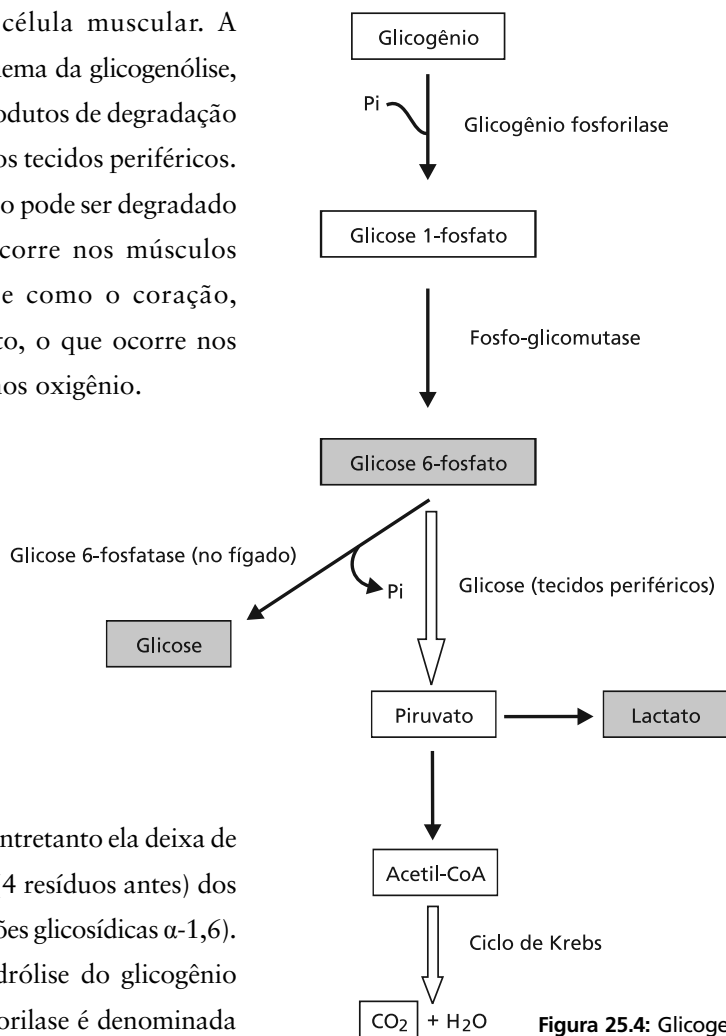 célula muscular. A
ema da glicogenólise,
odutos de degradação
os tecidos periféricos.
o pode ser degradado
corre nos músculos
e como o coração,
to, o que ocorre nos
nos oxigênio.
Glicogênio
Pi
Glicogênio fosforilase
Glicose 1-fosfato
Fosfo-glicomutase
Glicose 6-fosfato
Glicose 6-fosfatase (no fígado)
Pi
Glicose (tecidos periféricos)
Glicose
Piruvato
Lactato
ntretanto ela deixa de
4 resíduos antes) dos
ões glicosídicas α-1,6).
drólise do glicogênio
orilase é denominada
Acetil-CoA
Ciclo de Krebs
CO₂ + H₂O
Figura 25.4: Glicoge